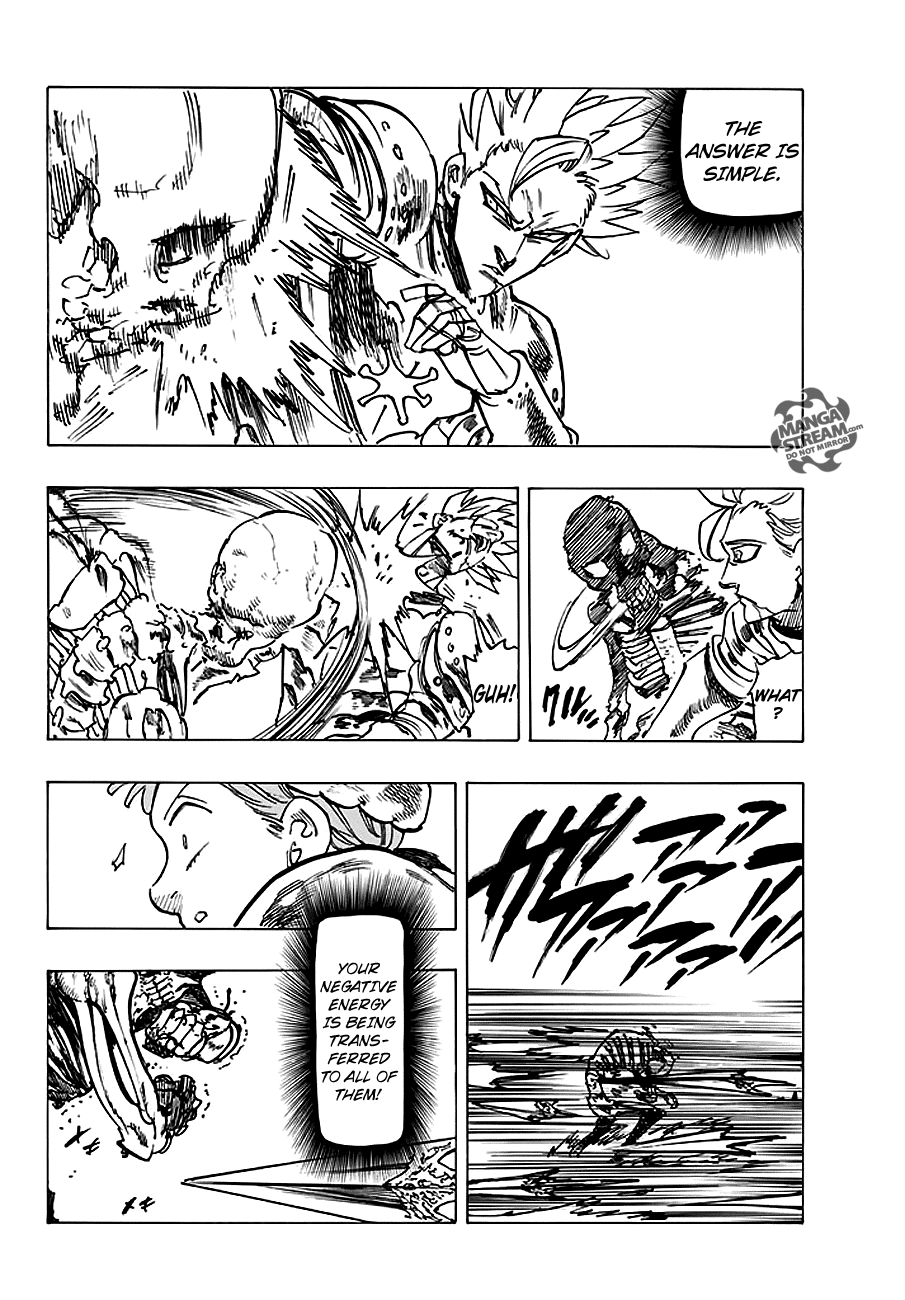 THE
ANSWER IS
SIMPLE.
MANGA
STREAM.com
DO NOT MIRROR
GUH!
WHAT
?
YOUR
NEGATIVE
ENERGY
IS BEING
TRANS-
FERRED
TO ALL OF
THEM!